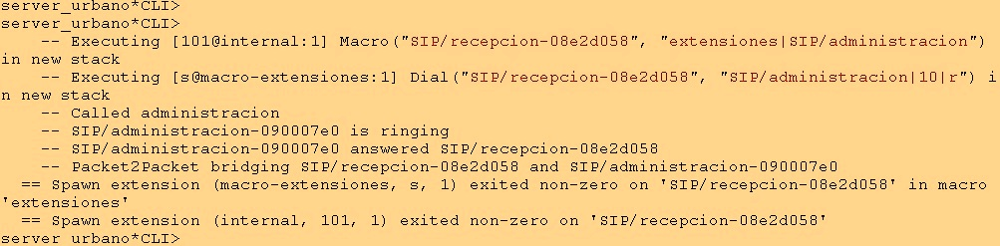 server_urbano*CLI>
server_urbano*CLI>
    -- Executing [101@internal:1] Macro("SIP/recepcion-08e2d058", "extensiones|SIP/administracion")
in new stack
    -- Executing [s@macro-extensiones:1] Dial("SIP/recepcion-08e2d058", "SIP/administracion|10|r") i
n new stack
    -- Called administracion
    -- SIP/administracion-090007e0 is ringing
    -- SIP/administracion-090007e0 answered SIP/recepcion-08e2d058
    -- Packet2Packet bridging SIP/recepcion-08e2d058 and SIP/administracion-090007e0
  == Spawn extension (macro-extensiones, s, 1) exited non-zero on 'SIP/recepcion-08e2d058' in macro
'extensiones'
  == Spawn extension (internal, 101, 1) exited non-zero on 'SIP/recepcion-08e2d058'
server_urbano*CLI>